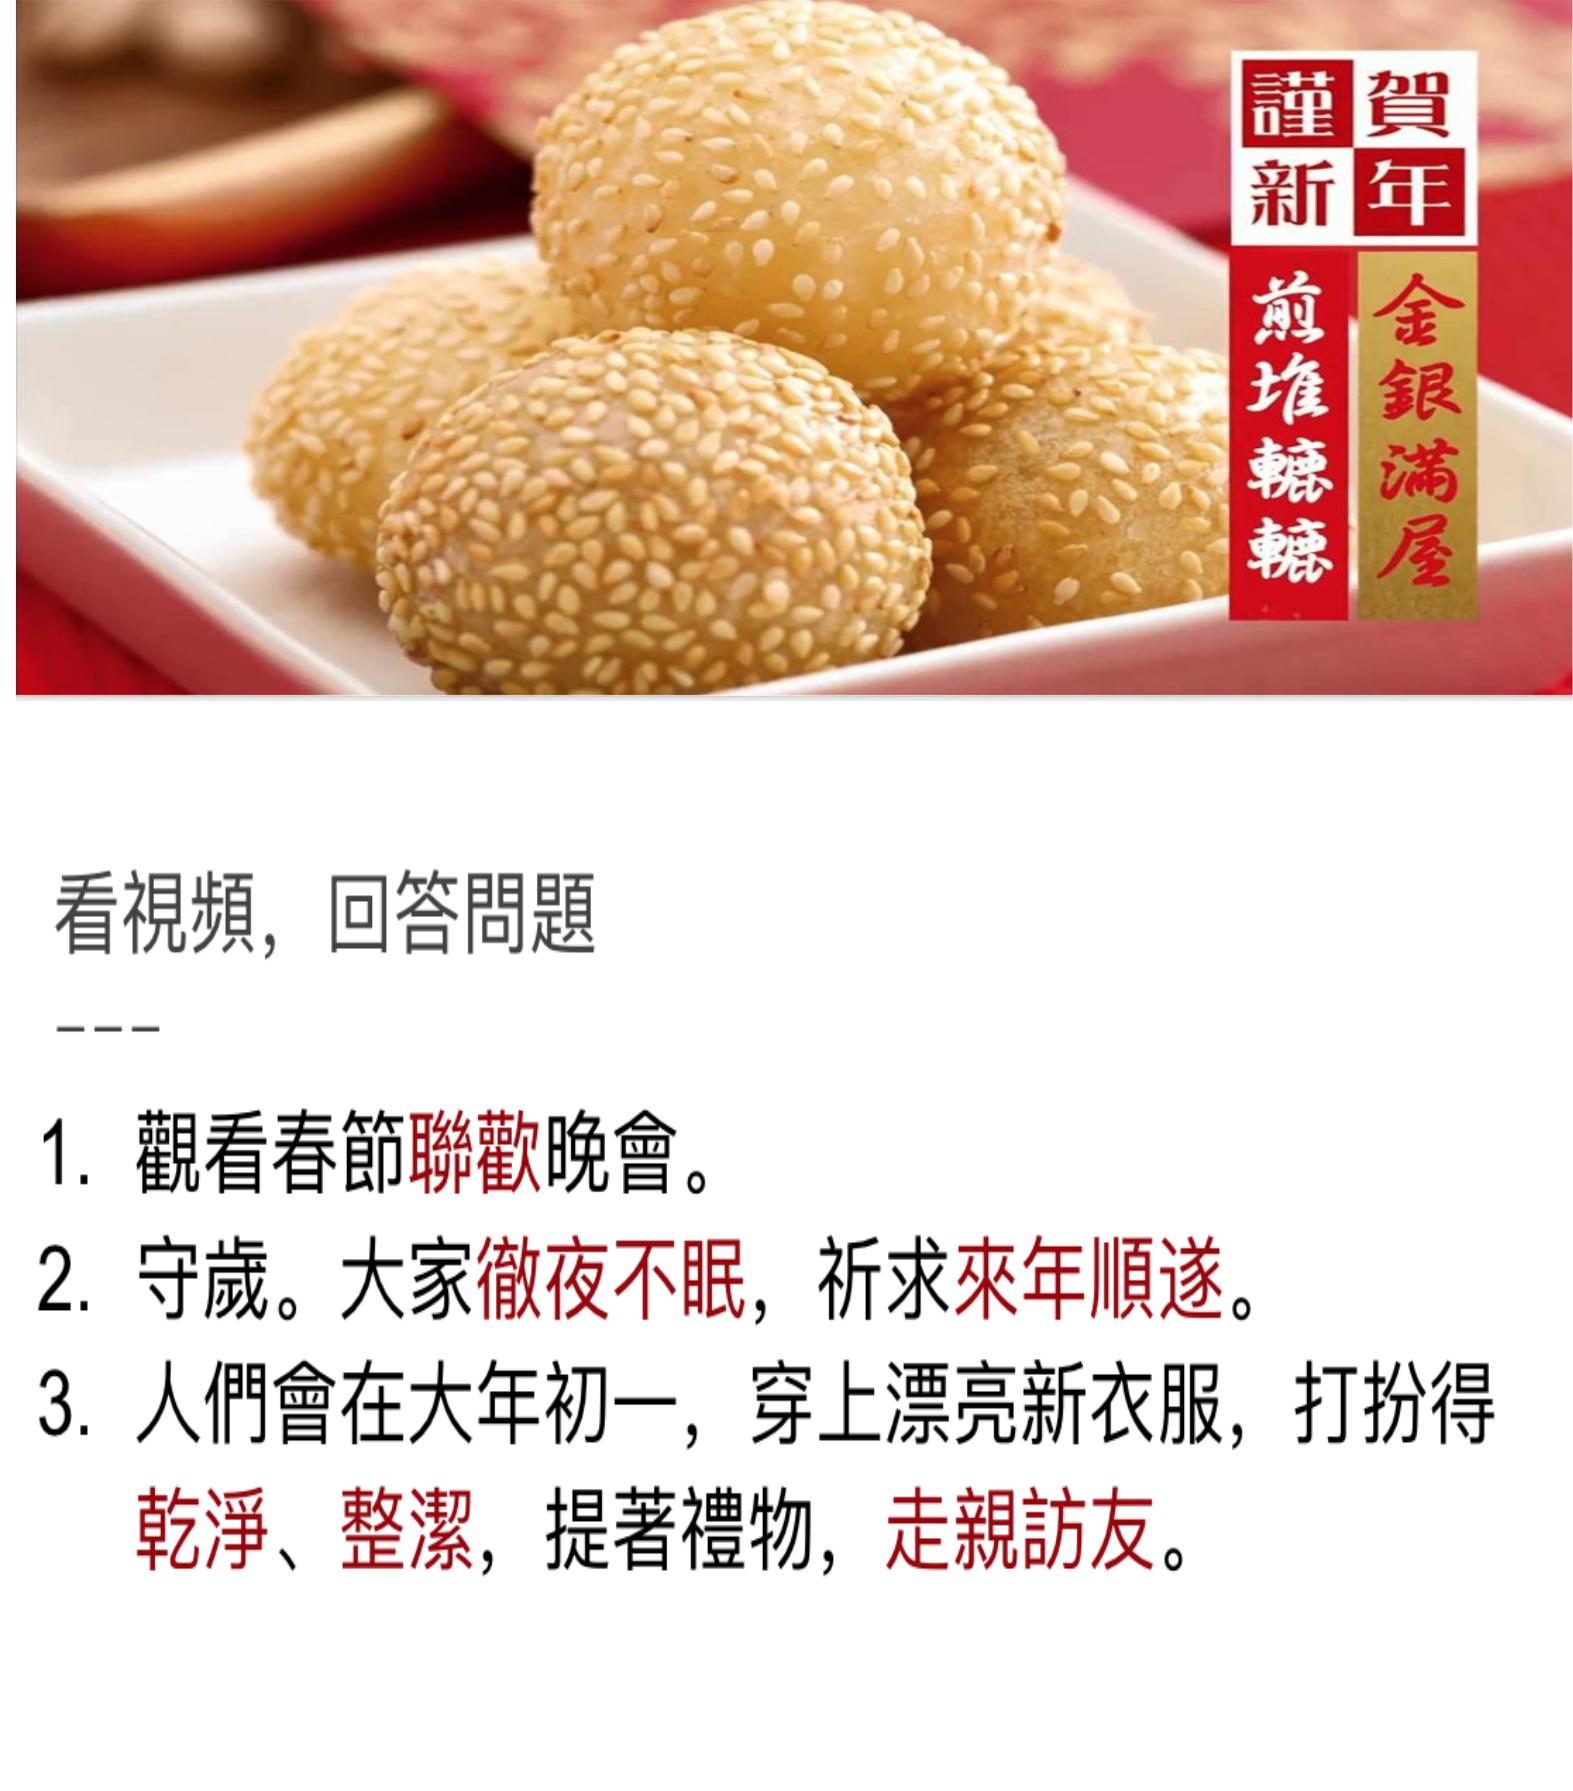 謹賀
新年
金銀滿屋
煎堆轆轆
看視頻，回答問題
---
1. 觀看春節聯歡晚會。
2. 守歲。大家徹夜不眠，祈求來年順遂。
3. 人們會在大年初一，穿上漂亮新衣服，打扮得
乾淨、整潔，提著禮物，走親訪友。